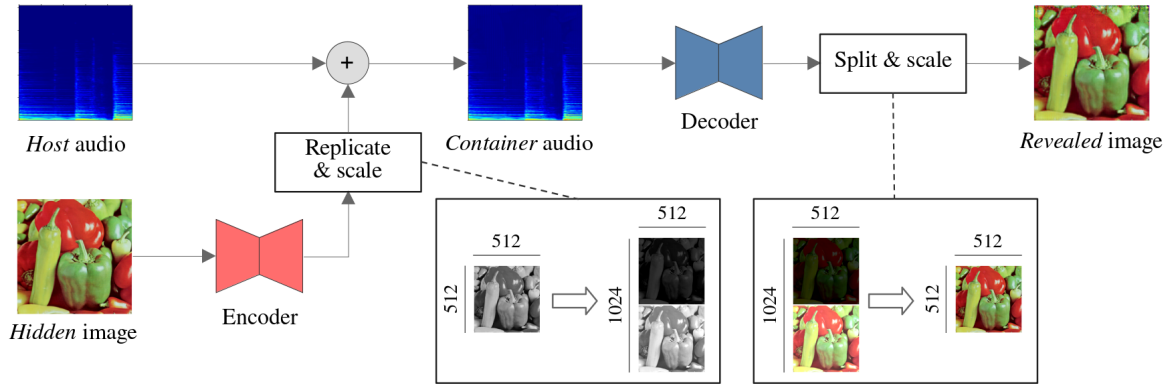 Host audio
+
Container audio
Decoder
Split & scale
Revealed image
Replicate
& scale
Hidden image
Encoder
512
512
512
1024
512
1024
512
512